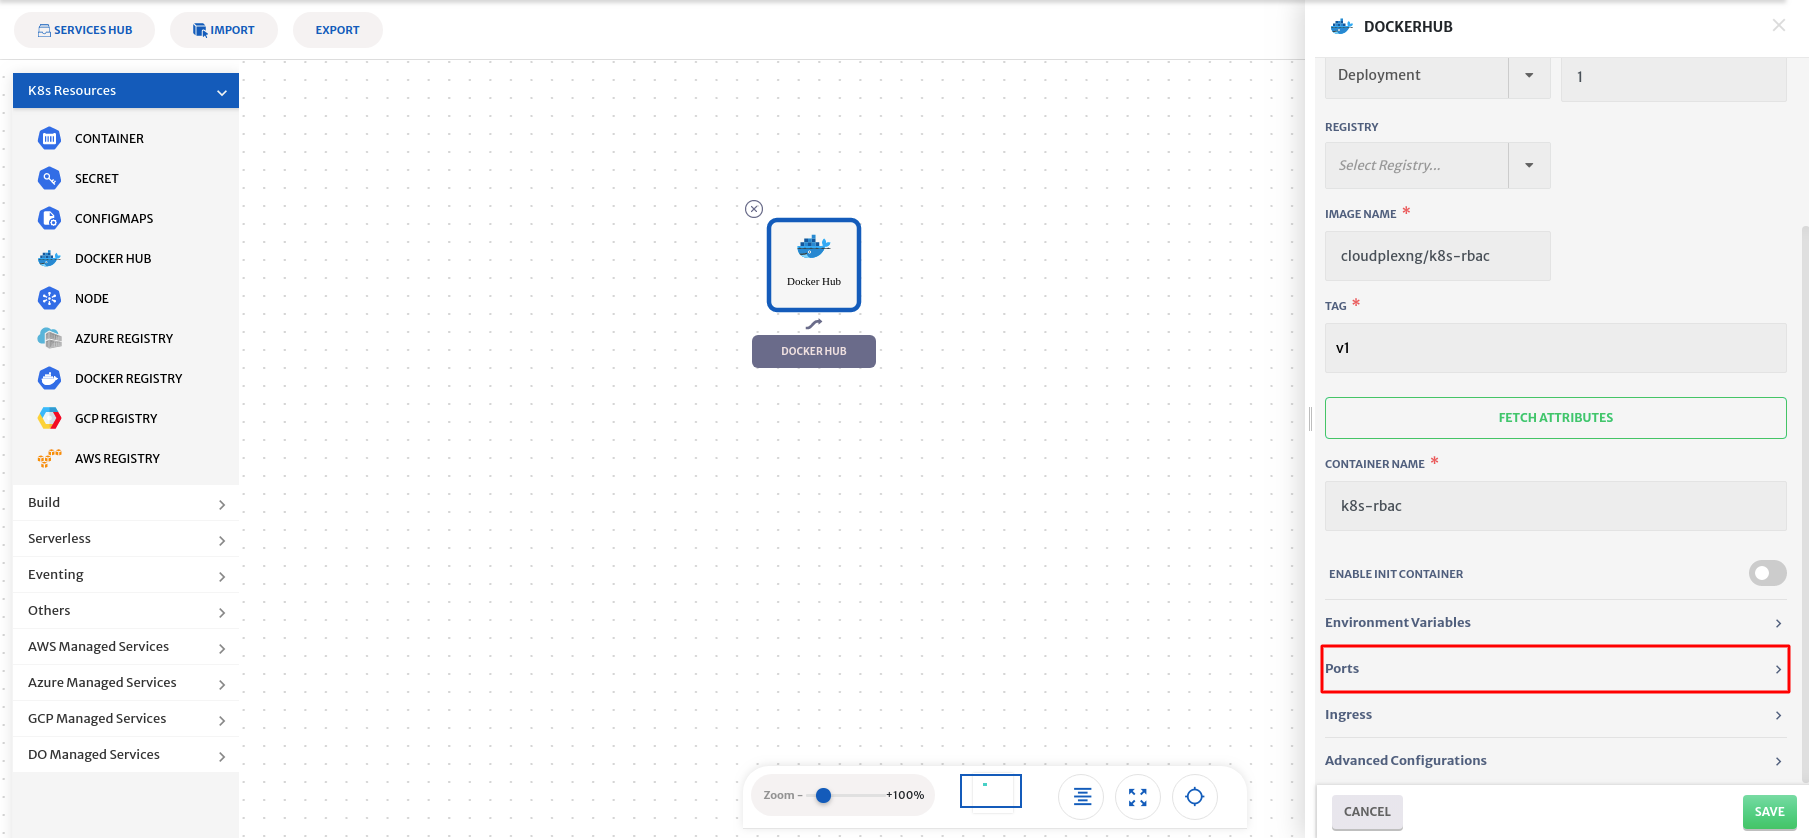 SERVICES HUB
IMPORT
EXPORT
K8s Resources
CONTAINER
SECRET
CONFIGMAPS
DOCKER HUB
NODE
AZURE REGISTRY
DOCKER REGISTRY
GCP REGISTRY
AWS REGISTRY
Build
Serverless
Eventing
Others
AWS Managed Services
Azure Managed Services
GCP Managed Services
DO Managed Services
Docker Hub
DOCKER HUB
Zoom - +100%
DOCKERHUB
Deployment
1
REGISTRY
Select Registry...
IMAGE NAME *
cloudplexng/k8s-rbac
TAG *
v1
FETCH ATTRIBUTES
CONTAINER NAME *
k8s-rbac
ENABLE INIT CONTAINER
Environment Variables
Ports
Ingress
Advanced Configurations
CANCEL
SAVE